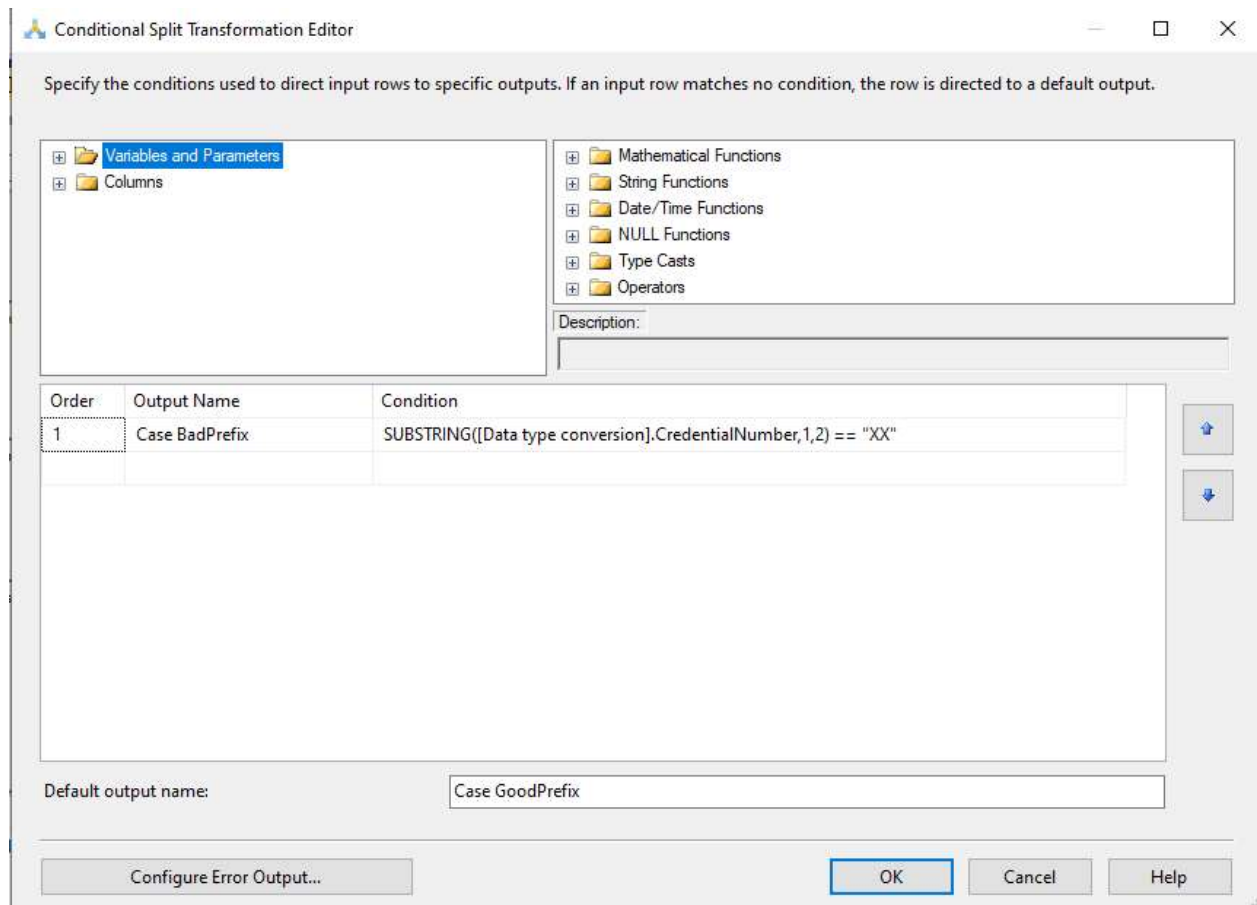 Conditional Split Transformation Editor
Specify the conditions used to direct input rows to specific outputs. If an input row matches no condition, the row is directed to a default output.
Variables and Parameters
Columns
Mathematical Functions
String Functions
Date/Time Functions
NULL Functions
Type Casts
Operators
Description:
Order Output Name Condition
1 Case BadPrefix SUBSTRING([Data type conversion].CredentialNumber,1,2) == "XX"
Default output name: Case GoodPrefix
Configure Error Output... OK Cancel Help